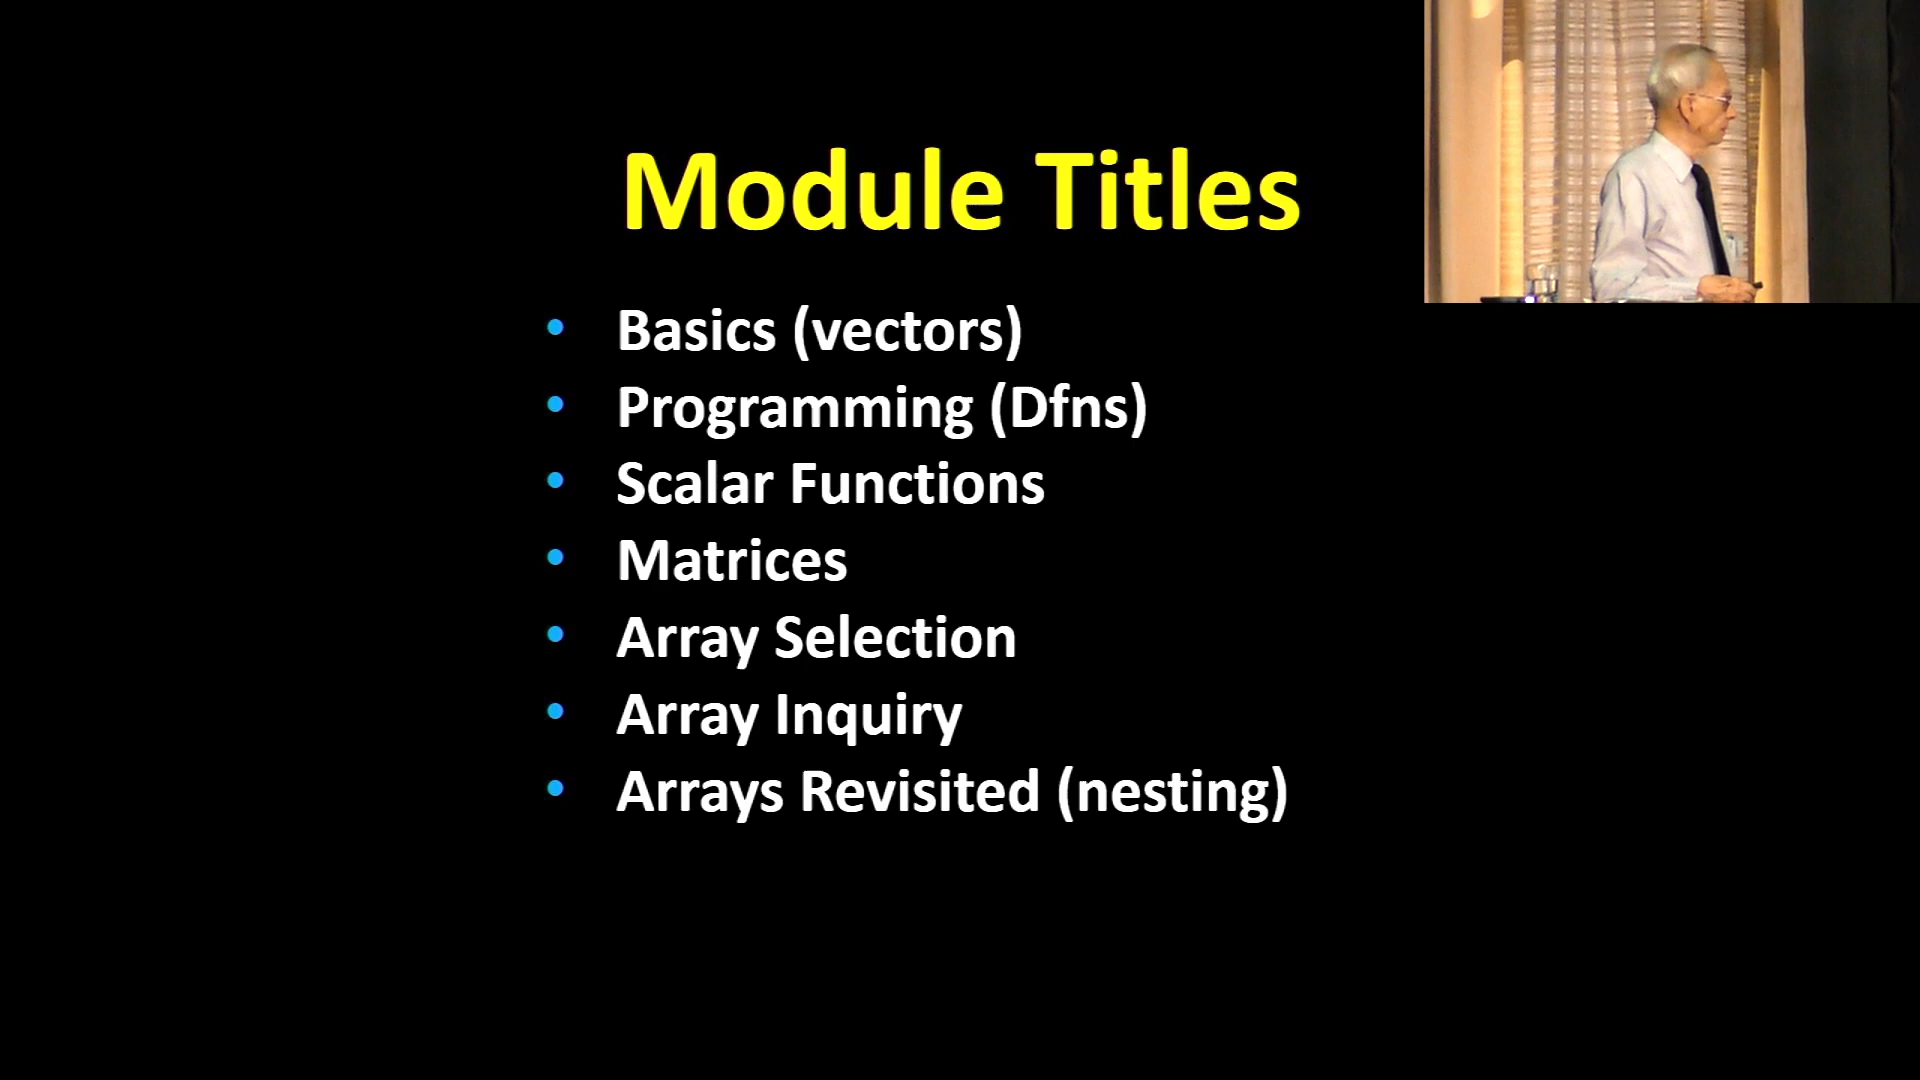 Module Titles
• Basics (vectors)
• Programming (Dfns)
• Scalar Functions
• Matrices
• Array Selection
• Array Inquiry
• Arrays Revisited (nesting)